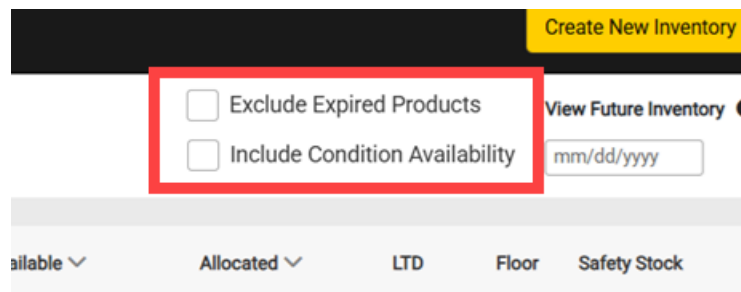 Create New Inventory
Exclude Expired Products
View Future Inventory
Include Condition Availability
mm/dd/yyyy
Allocated
LTD
Floor
Safety Stock